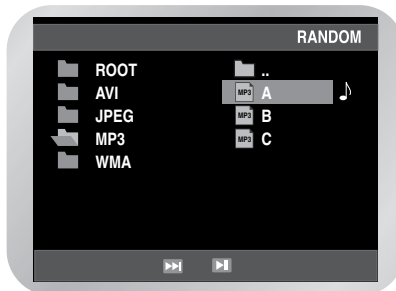 RANDOM
ROOT
AVI
JPEG
MP3
WMA
..
MP3 A
MP3 B
MP3 C